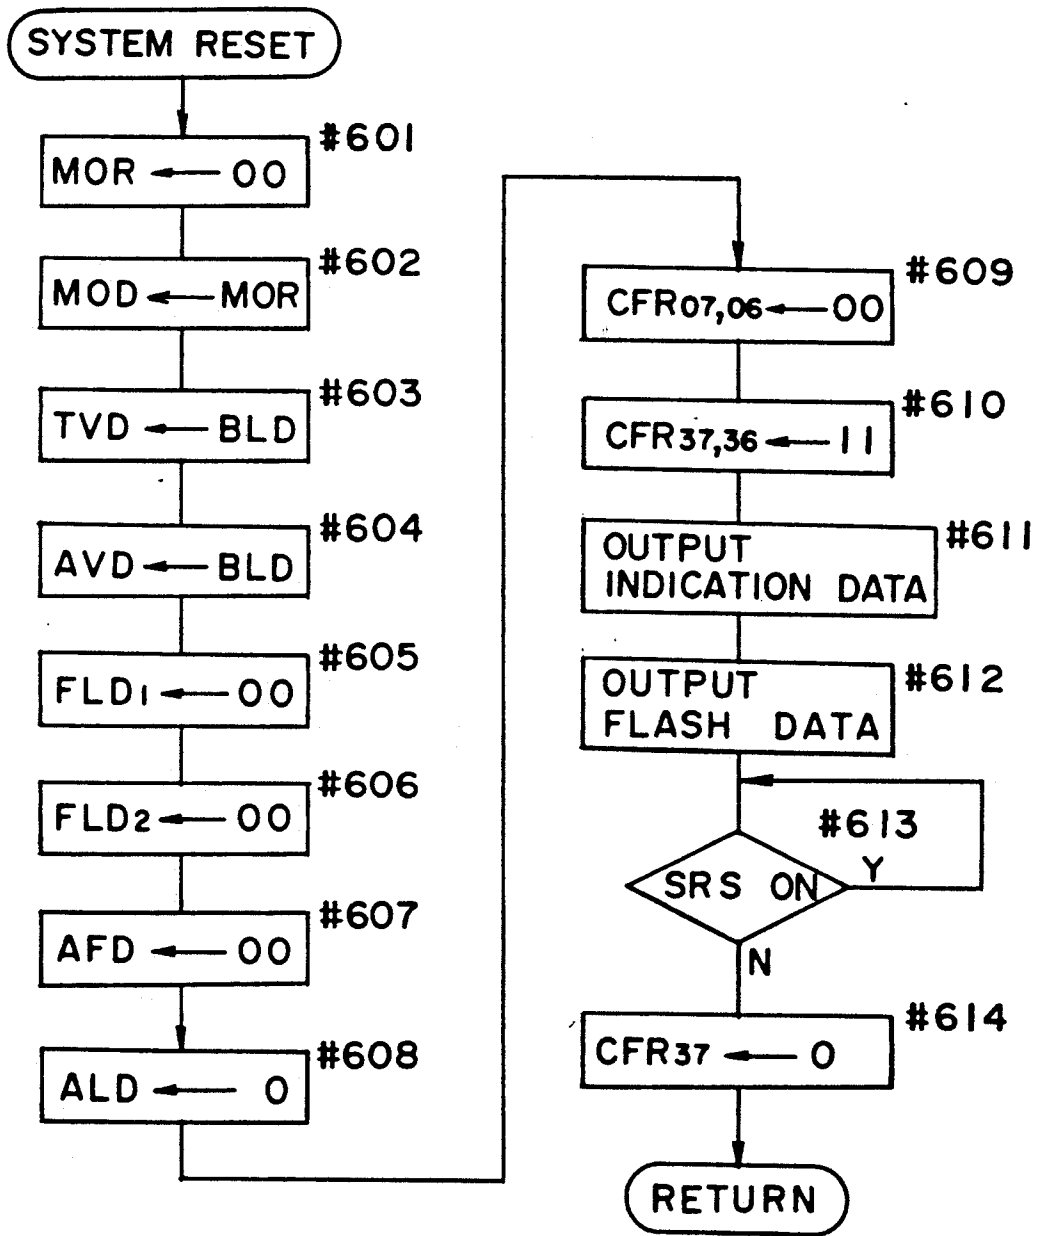 SYSTEM RESET
#601
MOR ← 00
#602
MOD ← MOR
#603
TVD ← BLD
#604
AVD ← BLD
#605
FLD1 ← 00
#606
FLD2 ← 00
#607
AFD ← 00
#608
ALD ← 0
#609
CFR07,06 ← 00
#610
CFR37,36 ← 11
#611
OUTPUT
INDICATION DATA
#612
OUTPUT
FLASH DATA
#613
SRS ON
Y
N
#614
CFR37 ← 0
RETURN